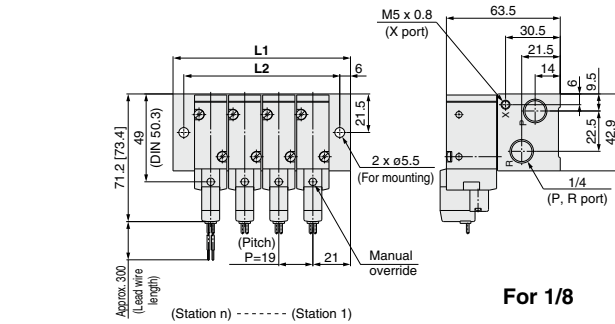 M5 x 0.8
(X port)
63.5
30.5
21.5
14
6
9.5
22.5
42.9
X
P
R
1/4
(P, R port)
L1
L2
6
21.5
71.2 [73.4]
49
(DIN 50.3)
2 x ø5.5
(For mounting)
(Pitch)
P=19
21
Manual
override
Approx. 300
(Lead wire
length)
(Station n) ------- (Station 1)
For 1/8